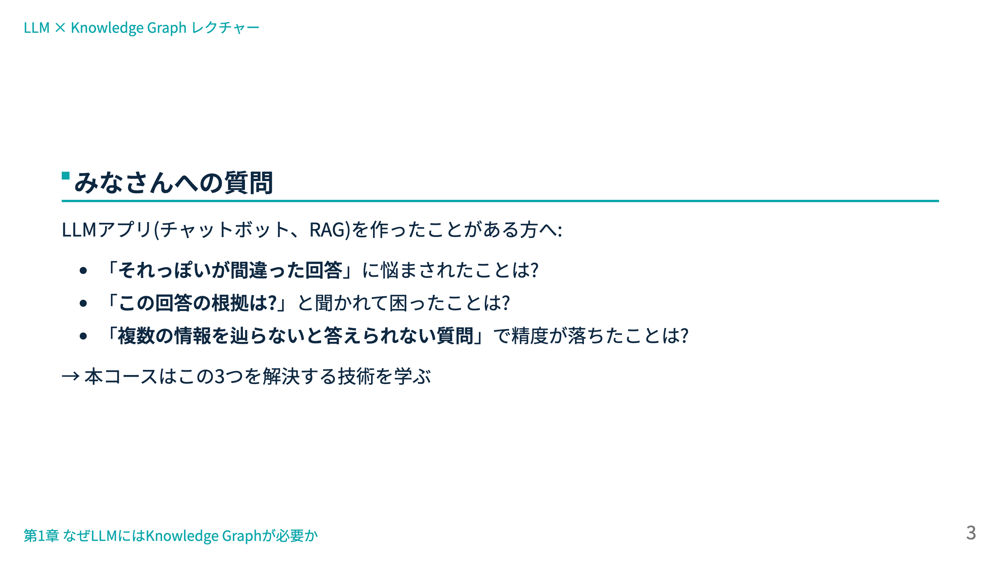 LLM × Knowledge Graph レクチャー
みなさんへの質問
LLMアプリ(チャットボット、RAG)を作ったことがある方へ:
• 「それっぽいが間違った回答」に悩まされたことは?
• 「この回答の根拠は?」と聞かれて困ったことは?
• 「複数の情報を辿らないと答えられない質問」で精度が落ちたことは?
→ 本コースはこの3つを解決する技術を学ぶ
第1章 なぜLLMにはKnowledge Graphが必要か
3